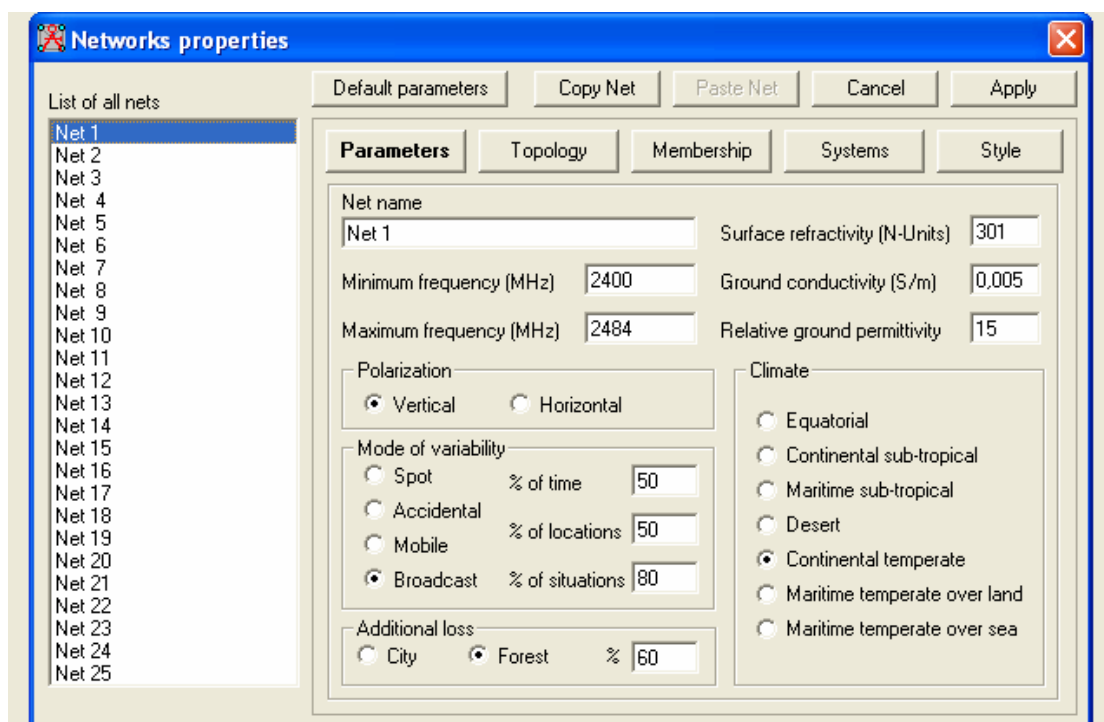 Networks properties
List of all nets
Default parameters Copy Net Paste Net Cancel Apply
Net 1
Net 2
Net 3
Net 4
Net 5
Net 6
Net 7
Net 8
Net 9
Net 10
Net 11
Net 12
Net 13
Net 14
Net 15
Net 16
Net 17
Net 18
Net 19
Net 20
Net 21
Net 22
Net 23
Net 24
Net 25
Parameters Topology Membership Systems Style
Net name
Net 1
Surface refractivity (N-Units) 301
Minimum frequency (MHz) 2400
Ground conductivity (S/m) 0,005
Maximum frequency (MHz) 2484
Relative ground permittivity 15
Polarization
Vertical Horizontal
Mode of variability
Spot % of time 50
Accidental
% of locations 50
Mobile
Broadcast % of situations 80
Additional loss
City Forest % 60
Climate
Equatorial
Continental sub-tropical
Maritime sub-tropical
Desert
Continental temperate
Maritime temperate over land
Maritime temperate over sea